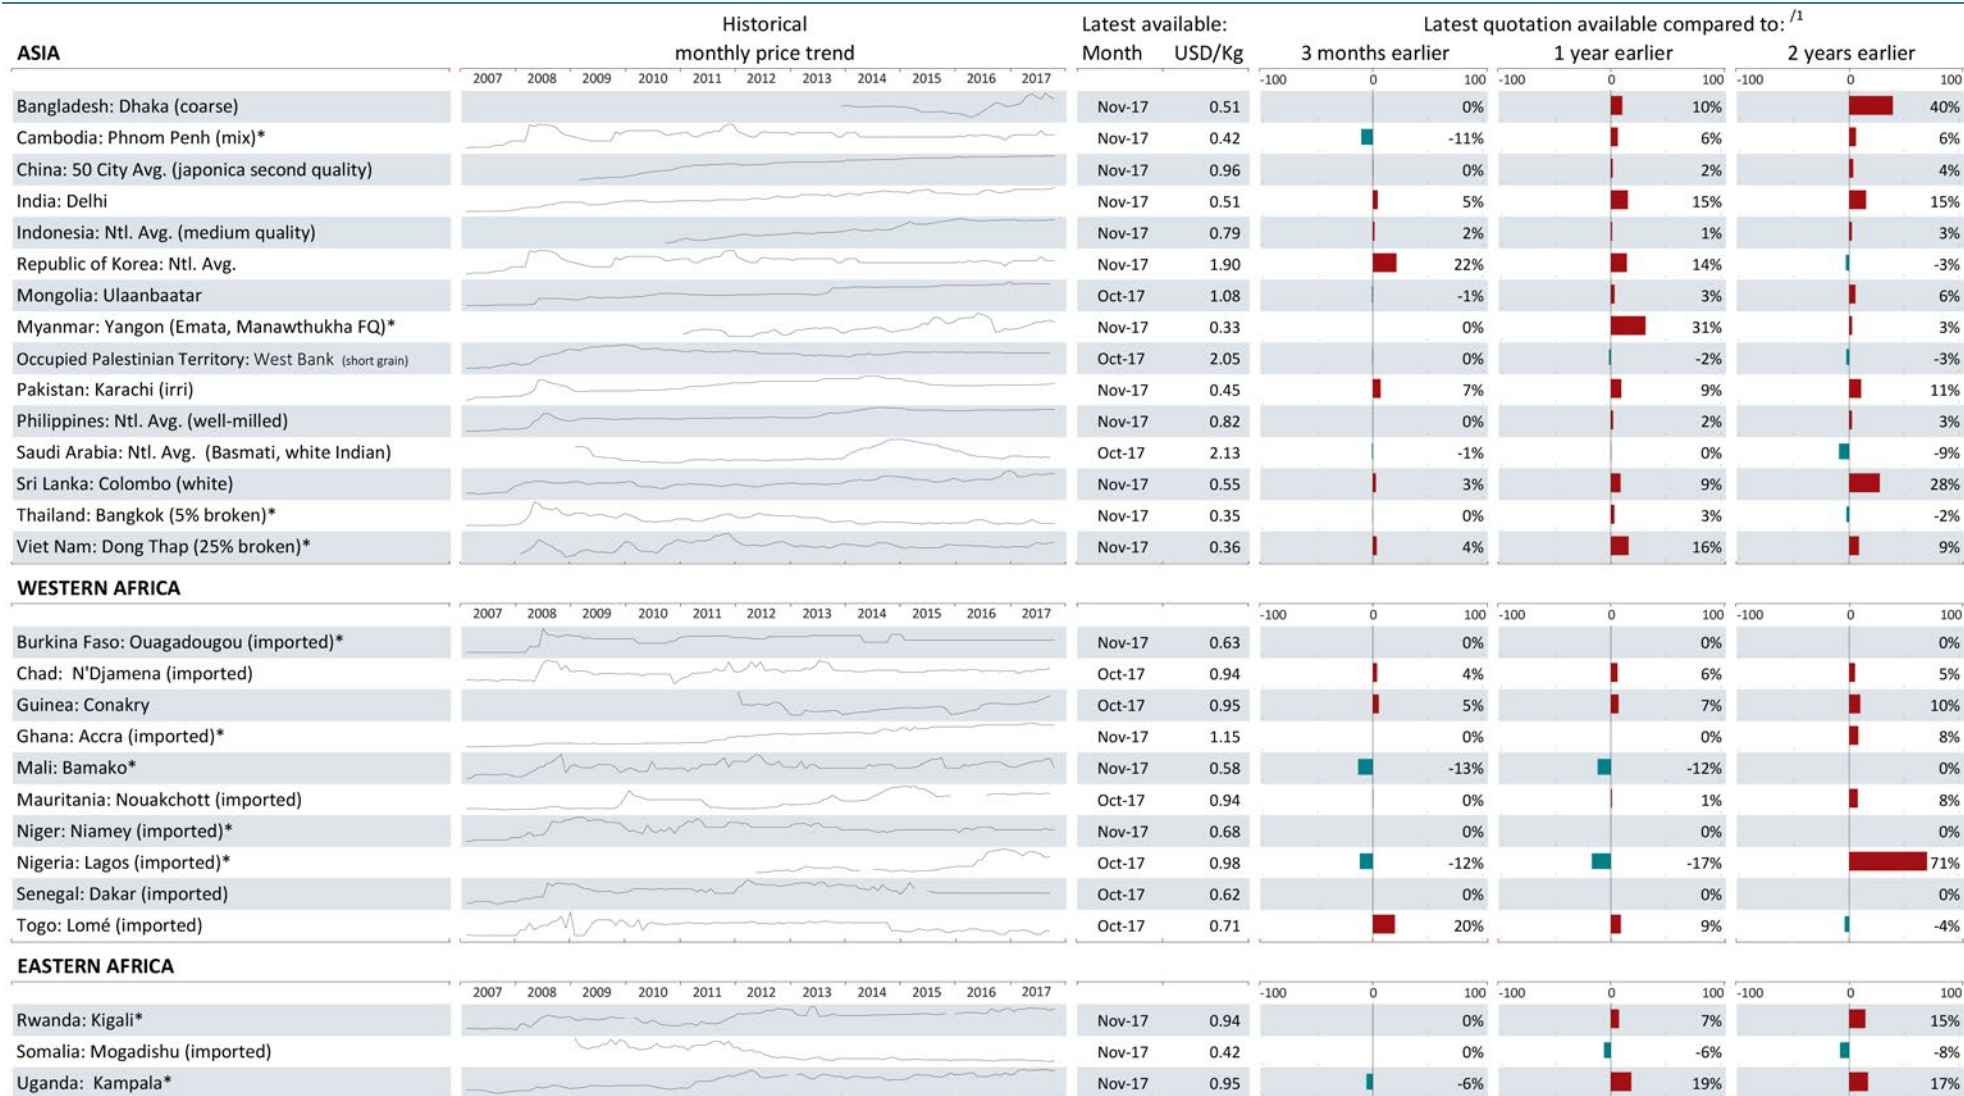 Historical Latest available: Latest quotation available compared to: /1
ASIA monthly price trend Month USD/Kg 3 months earlier 1 year earlier 2 years earlier
2007 2008 2009 2010 2011 2012 2013 2014 2015 2016 2017 -100 0 100 -100 0 100 -100 0 100
Bangladesh: Dhaka (coarse) Nov-17 0.51 0% 10% 40%
Cambodia: Phnom Penh (mix)* Nov-17 0.42 -11% 6% 6%
China: 50 City Avg. (japonica second quality) Nov-17 0.96 0% 2% 4%
India: Delhi Nov-17 0.51 5% 15% 15%
Indonesia: Ntl. Avg. (medium quality) Nov-17 0.79 2% 1% 3%
Republic of Korea: Ntl. Avg. Nov-17 1.90 22% 14% -3%
Mongolia: Ulaanbaatar Oct-17 1.08 -1% 3% 6%
Myanmar: Yangon (Emata, Manawthukha FQ)* Nov-17 0.33 0% 31% 3%
Occupied Palestinian Territory: West Bank (short grain) Oct-17 2.05 0% -2% -3%
Pakistan: Karachi (irri) Nov-17 0.45 7% 9% 11%
Philippines: Ntl. Avg. (well-milled) Nov-17 0.82 0% 2% 3%
Saudi Arabia: Ntl. Avg. (Basmati, white Indian) Oct-17 2.13 -1% 0% -9%
Sri Lanka: Colombo (white) Nov-17 0.55 3% 9% 28%
Thailand: Bangkok (5% broken)* Nov-17 0.35 0% 3% -2%
Viet Nam: Dong Thap (25% broken)* Nov-17 0.36 4% 16% 9%
WESTERN AFRICA
2007 2008 2009 2010 2011 2012 2013 2014 2015 2016 2017 -100 0 100 -100 0 100 -100 0 100
Burkina Faso: Ouagadougou (imported)* Nov-17 0.63 0% 0% 0%
Chad: N'Djamena (imported) Oct-17 0.94 4% 6% 5%
Guinea: Conakry Oct-17 0.95 5% 7% 10%
Ghana: Accra (imported)* Nov-17 1.15 0% 0% 8%
Mali: Bamako* Nov-17 0.58 -13% -12% 0%
Mauritania: Nouakchott (imported) Oct-17 0.94 0% 1% 8%
Niger: Niamey (imported)* Nov-17 0.68 0% 0% 0%
Nigeria: Lagos (imported)* Oct-17 0.98 -12% -17% 71%
Senegal: Dakar (imported) Oct-17 0.62 0% 0% 0%
Togo: Lomé (imported) Oct-17 0.71 20% 9% -4%
EASTERN AFRICA
2007 2008 2009 2010 2011 2012 2013 2014 2015 2016 2017 -100 0 100 -100 0 100 -100 0 100
Rwanda: Kigali* Nov-17 0.94 0% 7% 15%
Somalia: Mogadishu (imported) Nov-17 0.42 0% -6% -8%
Uganda: Kampala* Nov-17 0.95 -6% 19% 17%